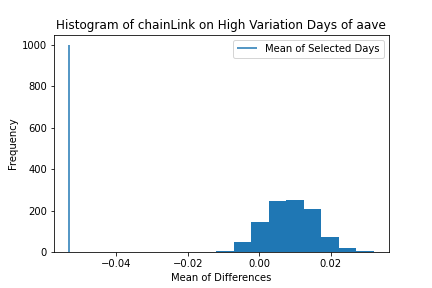 Histogram of chainLink on High Variation Days of aave
Mean of Selected Days
1000
800
600
400
200
0
Frequency
−0.04
−0.02
0.00
0.02
Mean of Differences